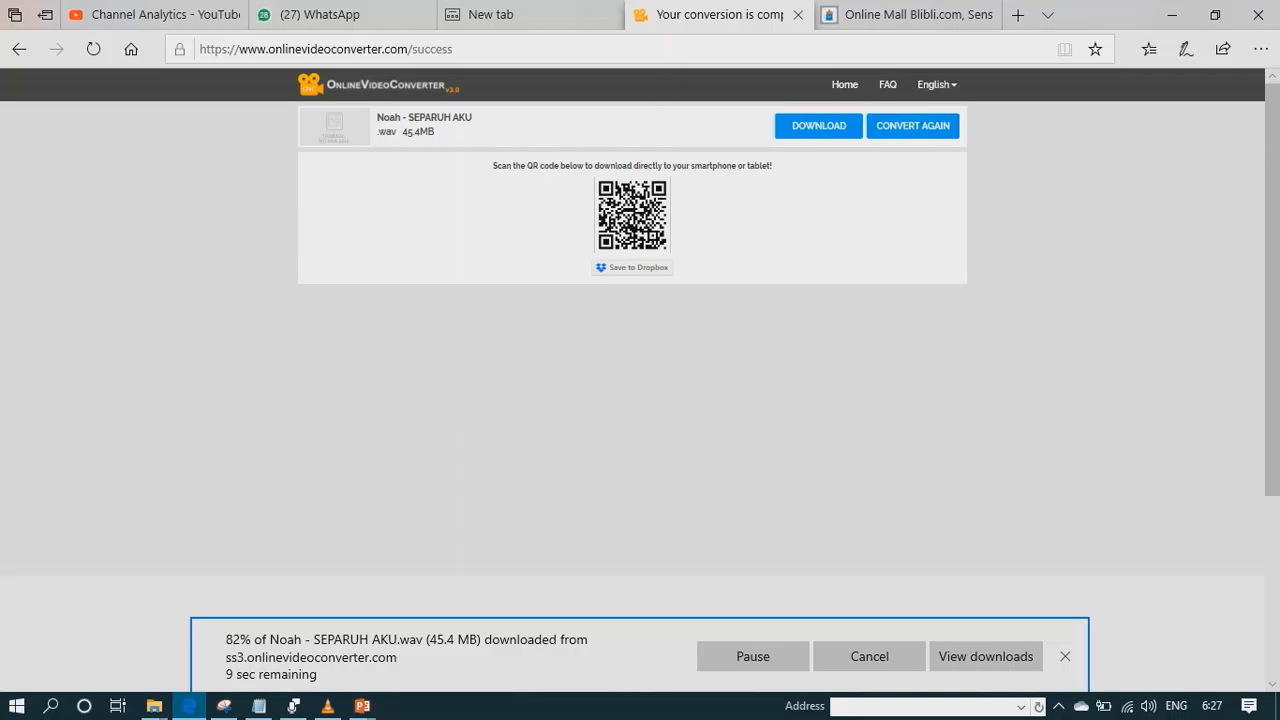 Channel Analytics - YouTub
28
(27) WhatsApp
New tab
Your conversion is comp
Online Mall Blibli.com, Sens
https://www.onlinevideoconverter.com/success
OnlineVideoConverter v3.0
Home
FAQ
English
Noah - SEPARUH AKU
.wav 45.4MB
DOWNLOAD
CONVERT AGAIN
Scan the QR code below to download directly to your smartphone or tablet!
Save to Dropbox
82% of Noah - SEPARUH AKU.wav (45.4 MB) downloaded from
ss3.onlinevideoconverter.com
9 sec remaining
Pause
Cancel
View downloads
Address
ENG
6:27